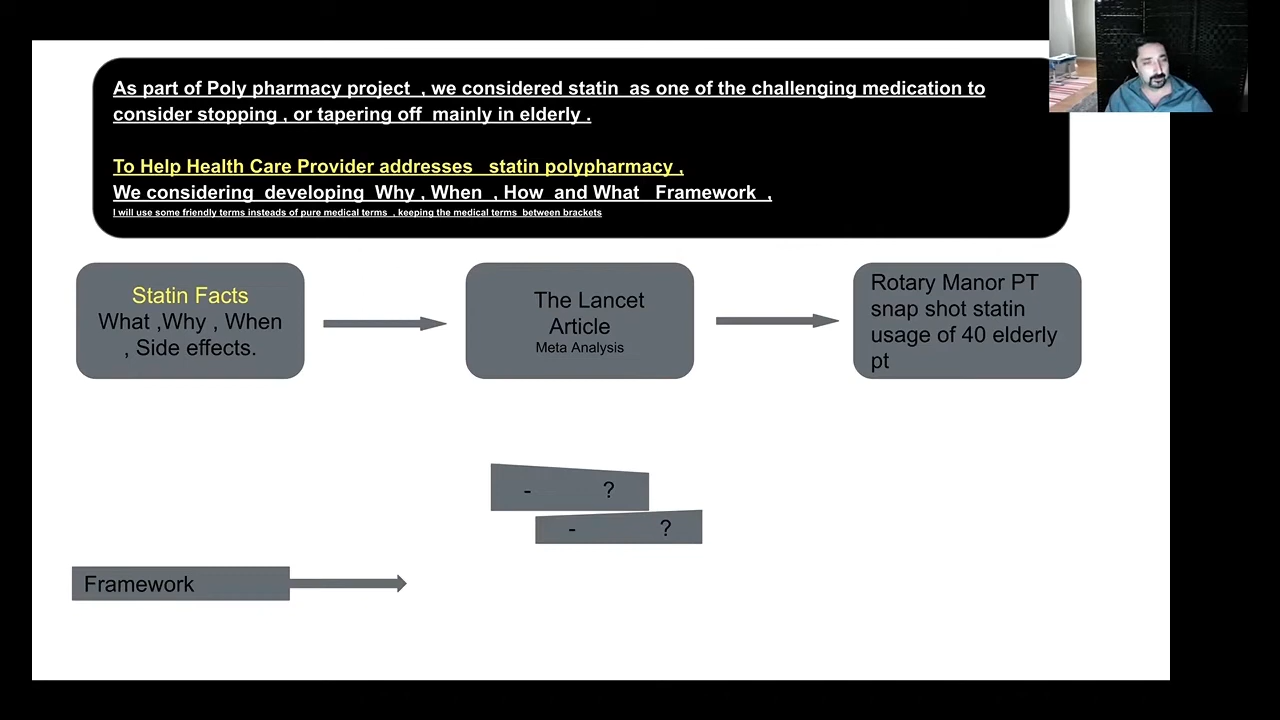 As part of Poly pharmacy project , we considered statin as one of the challenging medication to
consider stopping , or tapering off mainly in elderly .
To Help Health Care Provider addresses statin polypharmacy ,
We considering developing Why , When , How and What Framework ,
I will use some friendly terms insteads of pure medical terms , keeping the medical terms between brackets
Statin Facts
What ,Why , When
, Side effects.
The Lancet
Article
Meta Analysis
Rotary Manor PT
snap shot statin
usage of 40 elderly
pt
- ?
- ?
Framework